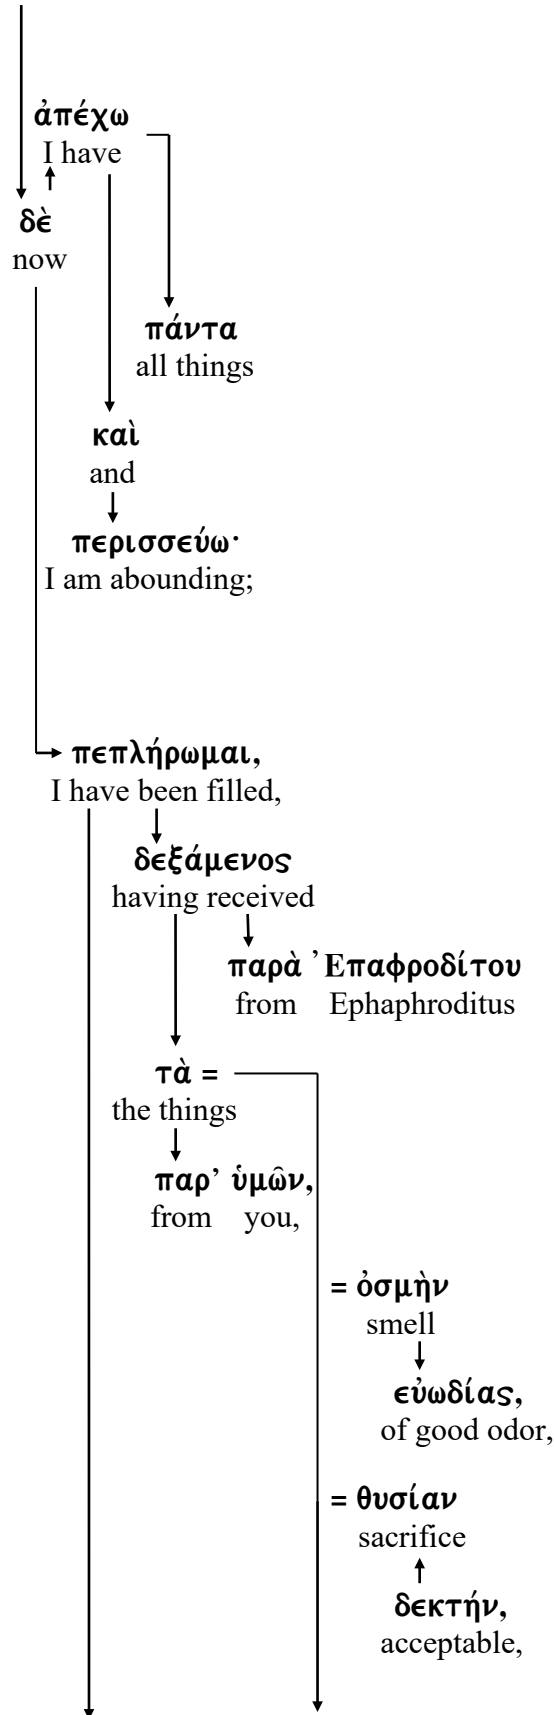 ἀπέχω
I have
δὲ
now
πάντα
all things
καὶ
and
περισσεύω·
I am abounding;
πεπλήρωμαι,
I have been filled,
δεξάμενος
having received
παρὰ ᾿Επαφροδίτου
from Ephaphroditus
τὰ =
the things
παρ’ ὑμῶν,
from you,
= ὀσμὴν
smell
εὐωδίας,
of good odor,
= θυσίαν
sacrifice
δεκτήν,
acceptable,